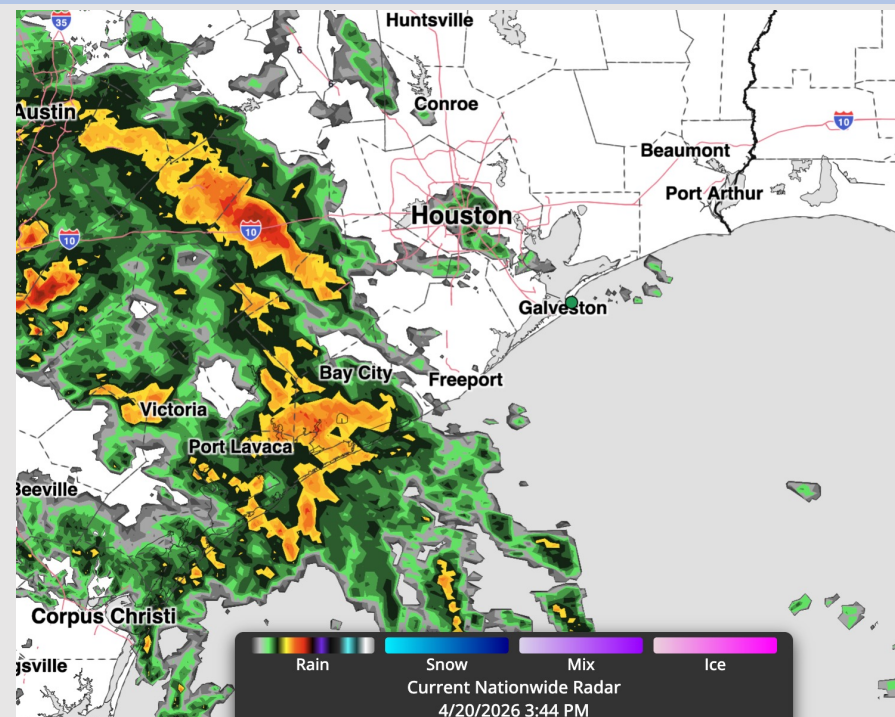 35
Huntsville
6
Austin
Conroe
10
Beaumont
Port Arthur
Houston
10
10
Galveston
Bay City
Freeport
Victoria
Port Lavaca
Beeville
Corpus Christi
gsville
Rain
Snow
Mix
Ice
Current Nationwide Radar
4/20/2026 3:44 PM